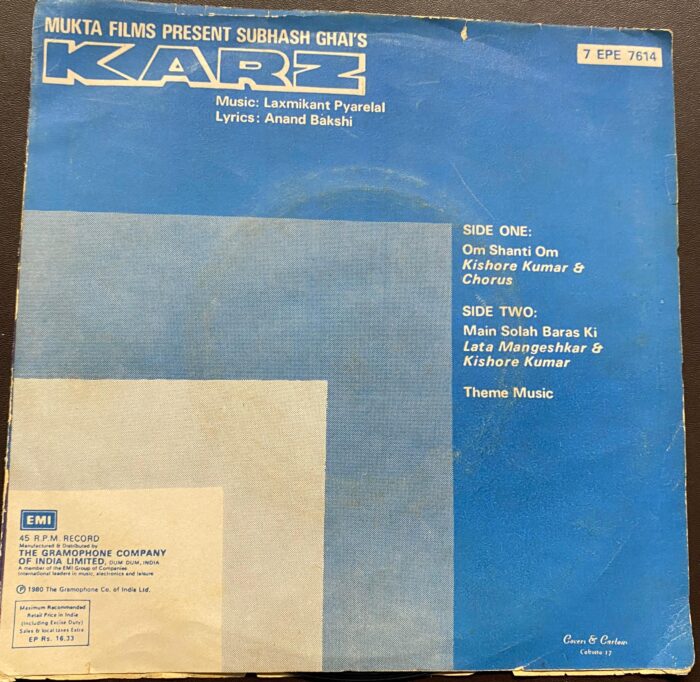 MUKTA FILMS PRESENT SUBHASH GHAI'S
KARZ
7 EPE 7614
Music: Laxmikant Pyarelal
Lyrics: Anand Bakshi
SIDE ONE:
Om Shanti Om
Kishore Kumar &
Chorus
SIDE TWO:
Main Solah Baras Ki
Lata Mangeshkar &
Kishore Kumar
Theme Music
EMI
45 R.P.M. RECORD
Manufactured & Distributed by
THE GRAMOPHONE COMPANY
OF INDIA LIMITED, DUM DUM, INDIA
A member of the EMI Group of Companies
International leaders in music, electronics and leisure
Ⓟ 1980 The Gramophone Co. of India Ltd.
Maximum Recommended
Retail Price in India
(Including Excise Duty)
Sales & local taxes Extra
EP Rs. 16.33
Covers & Cartons
Calcutta 17